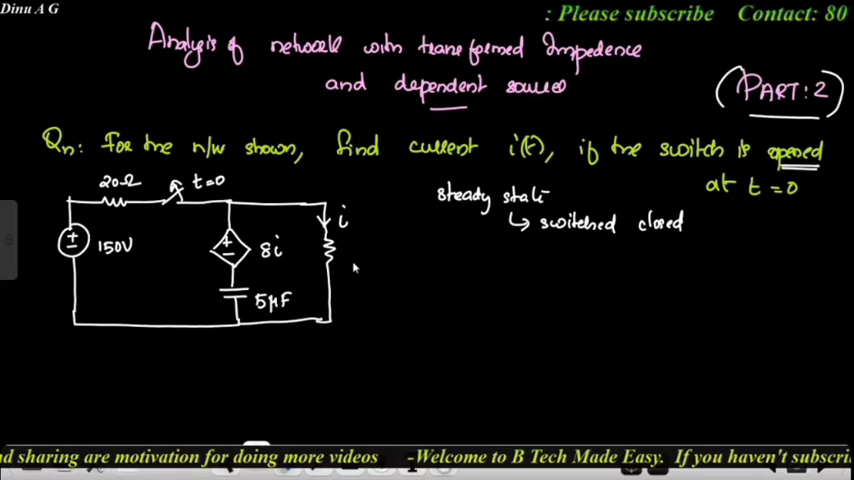 Dinu A G
: Please subscribe Contact: 80
Analysis of network with transformed Impedence
and dependent source
(PART: 2)
Qn: For the n/w shown, find current i(t), if the switch is opened
at t = 0
20Ω
t=0
i
150V
8i
5μF
steady state
↳ switched closed
nd sharing are motivation for doing more videos -Welcome to B Tech Made Easy. If you haven't subscri